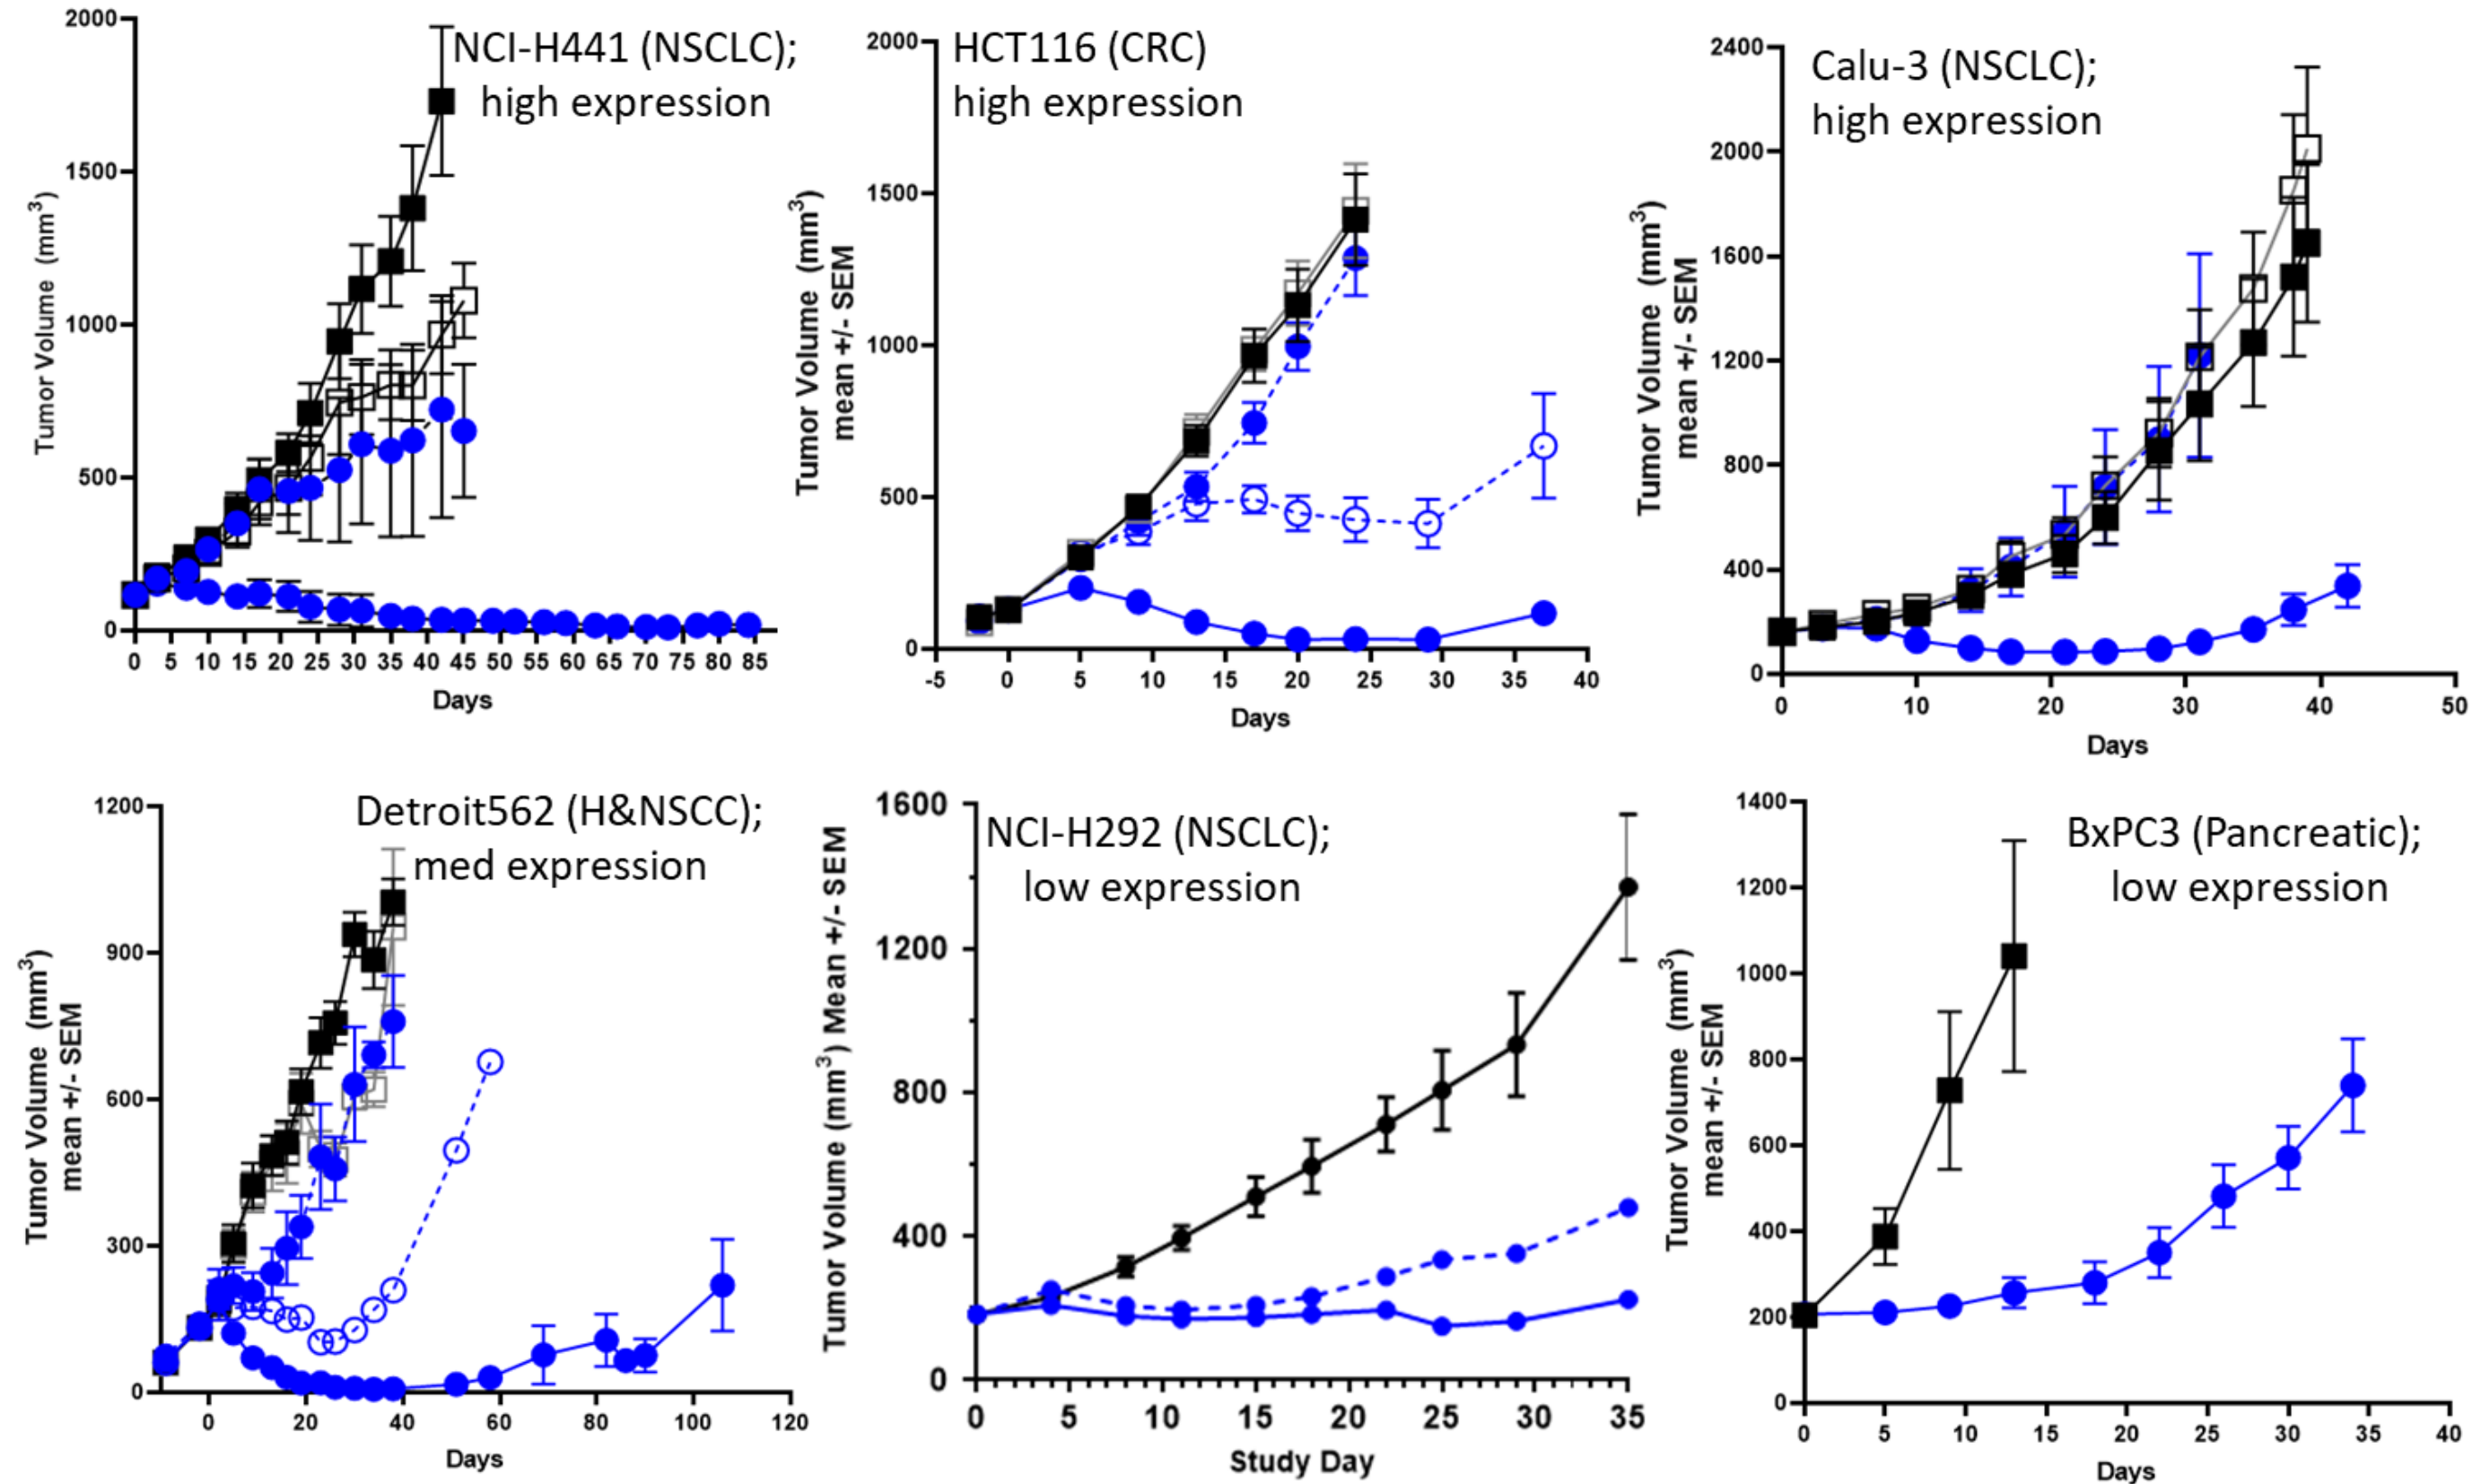 NCI-H441 (NSCLC);
high expression
Tumor Volume (mm3)
2000
1500
1000
500
0
0 5 10 15 20 25 30 35 40 45 50 55 60 65 70 75 80 85
Days
HCT116 (CRC)
high expression
Tumor Volume (mm3)
mean +/- SEM
2000
1500
1000
500
0
-5 0 5 10 15 20 25 30 35 40
Days
Calu-3 (NSCLC);
high expression
Tumor Volume (mm3)
mean +/- SEM
2400
2000
1600
1200
800
400
0
0 10 20 30 40 50
Days
Detroit562 (H&NSCC);
med expression
Tumor Volume (mm3)
mean +/- SEM
1200
900
600
300
0
0 20 40 60 80 100 120
Days
NCI-H292 (NSCLC);
low expression
Tumor Volume (mm3) Mean +/- SEM
1600
1200
800
400
0
0 5 10 15 20 25 30 35
Study Day
BxPC3 (Pancreatic);
low expression
Tumor Volume (mm3)
mean +/- SEM
1400
1200
1000
800
600
400
200
0
0 5 10 15 20 25 30 35 40
Days